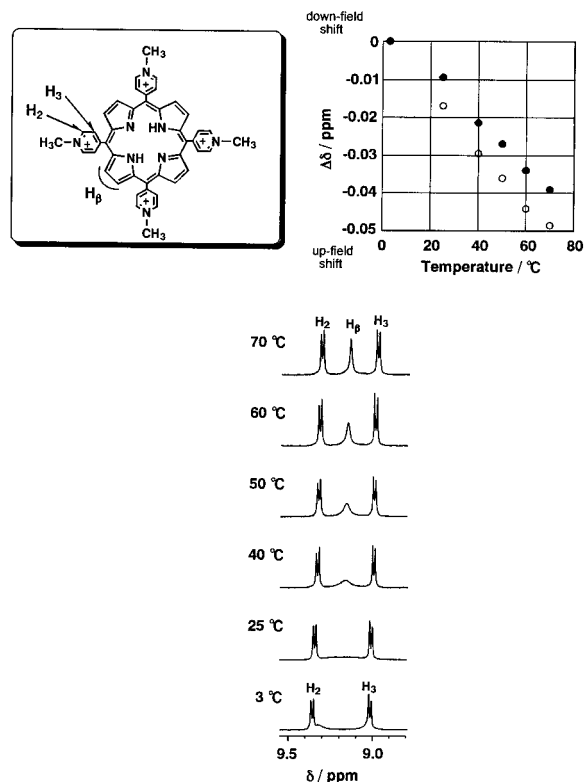 CH₃
N
+
H₃
H₂
N
HN
H₃C-N
+
N-CH₃
+
NH
N
Hβ
+
N
CH₃
down-field
shift
0
-0.01
-0.02
-0.03
-0.04
-0.05
Δδ / ppm
up-field
shift
0 20 40 60 80
Temperature / °C
H₂ Hβ H₃
70 °C
60 °C
50 °C
40 °C
25 °C
3 °C
H₂ H₃
9.5 9.0
δ / ppm